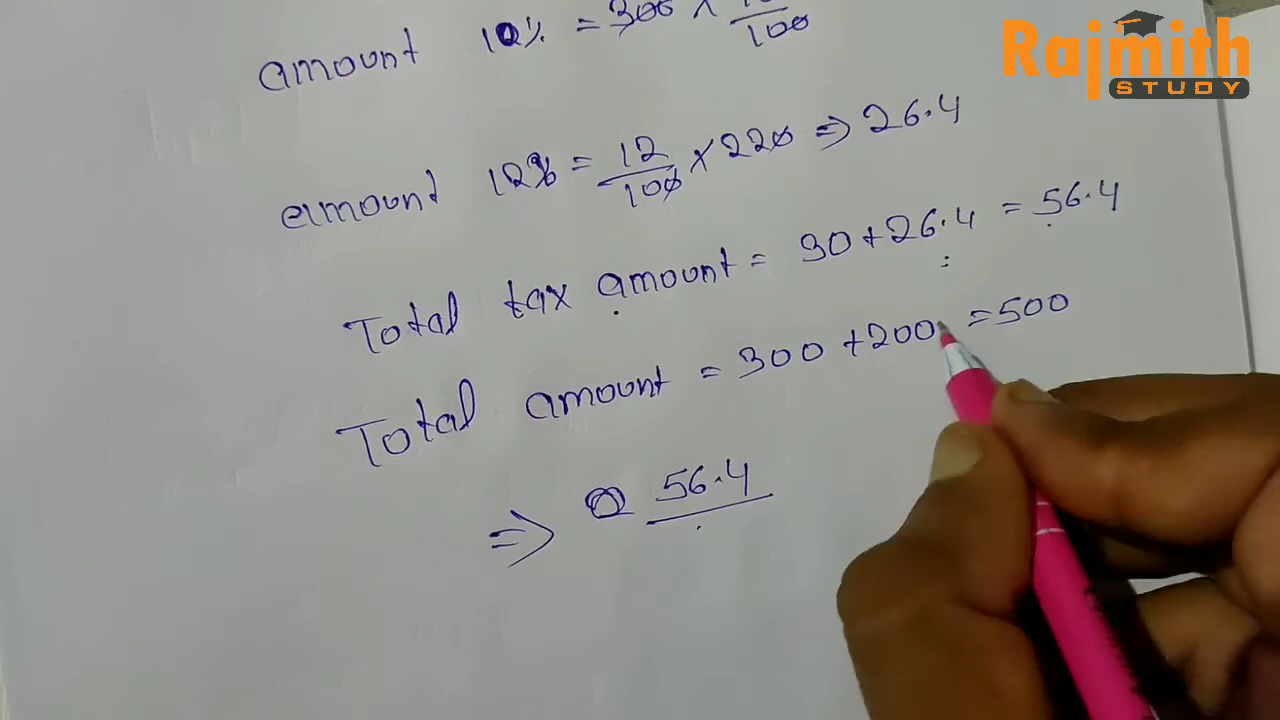 Rajmith
STUDY
amount 10% = 300 × 10/100
amount 12% = 12/100 × 220 ⇒ 26.4
Total tax amount = 30 + 26.4 = 56.4
Total amount = 300 + 200 = 500
⇒ 56.4